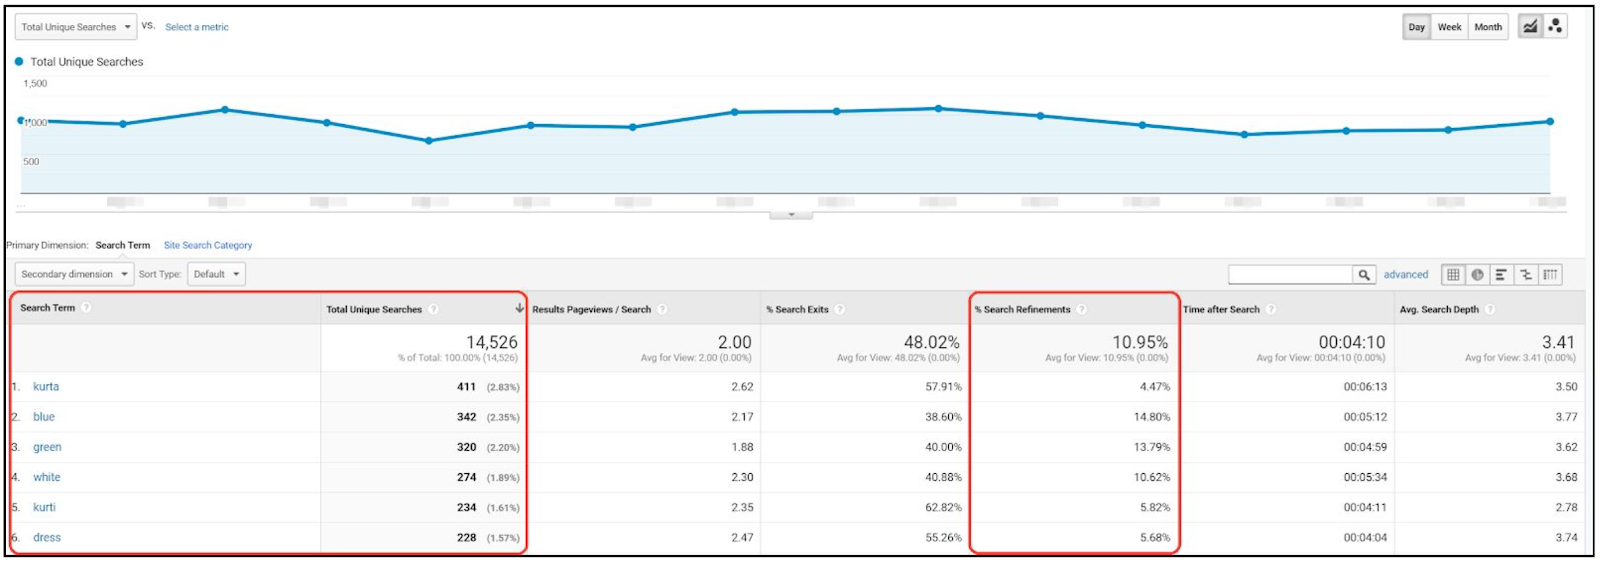 Total Unique Searches VS. Select a metric Day Week Month
Total Unique Searches
1,500
1,000
500
...
Primary Dimension: Search Term Site Search Category
Secondary dimension Sort Type: Default advanced
Search Term ? Total Unique Searches ? Results Pageviews / Search ? % Search Exits ? % Search Refinements ? Time after Search ? Avg. Search Depth ?
14,526 2.00 48.02% 10.95% 00:04:10 3.41
% of Total: 100.00% (14,526) Avg for View: 2.00 (0.00%) Avg for View: 48.02% (0.00%) Avg for View: 10.95% (0.00%) Avg for View: 00:04:10 (0.00%) Avg for View: 3.41 (0.00%)
1. kurta 411 (2.83%) 2.62 57.91% 4.47% 00:06:13 3.50
2. blue 342 (2.35%) 2.17 38.60% 14.80% 00:05:12 3.77
3. green 320 (2.20%) 1.88 40.00% 13.79% 00:04:59 3.62
4. white 274 (1.89%) 2.30 40.88% 10.62% 00:05:34 3.68
5. kurti 234 (1.61%) 2.35 62.82% 5.82% 00:04:11 2.78
6. dress 228 (1.57%) 2.47 55.26% 5.68% 00:04:04 3.74